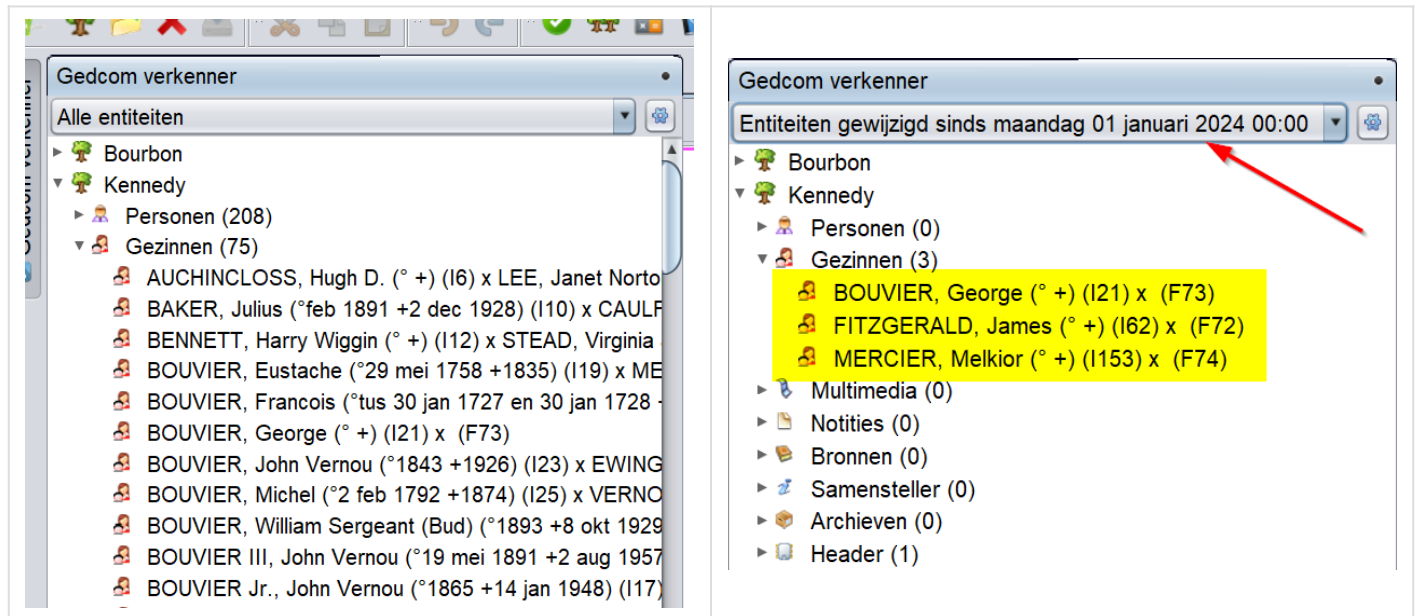 Gedcom verkenner
Gedcom verkenner
Alle entiteiten
Bourbon
Kennedy
Personen (208)
Gezinnen (75)
AUCHINCLOSS, Hugh D. (° +) (I6) x LEE, Janet Norto
BAKER, Julius (°feb 1891 +2 dec 1928) (I10) x CAULF
BENNETT, Harry Wiggin (° +) (I12) x STEAD, Virginia
BOUVIER, Eustache (°29 mei 1758 +1835) (I19) x ME
BOUVIER, Francois (°tus 30 jan 1727 en 30 jan 1728 -
BOUVIER, George (° +) (I21) x (F73)
BOUVIER, John Vernou (°1843 +1926) (I23) x EWING
BOUVIER, Michel (°2 feb 1792 +1874) (I25) x VERNO
BOUVIER, William Sergeant (Bud) (°1893 +8 okt 1929
BOUVIER III, John Vernou (°19 mei 1891 +2 aug 1957
BOUVIER Jr., John Vernou (°1865 +14 jan 1948) (I17)
Gedcom verkenner
Entiteiten gewijzigd sinds maandag 01 januari 2024 00:00
Bourbon
Kennedy
Personen (0)
Gezinnen (3)
BOUVIER, George (° +) (I21) x (F73)
FITZGERALD, James (° +) (I62) x (F72)
MERCIER, Melkior (° +) (I153) x (F74)
Multimedia (0)
Notities (0)
Bronnen (0)
Samensteller (0)
Archieven (0)
Header (1)